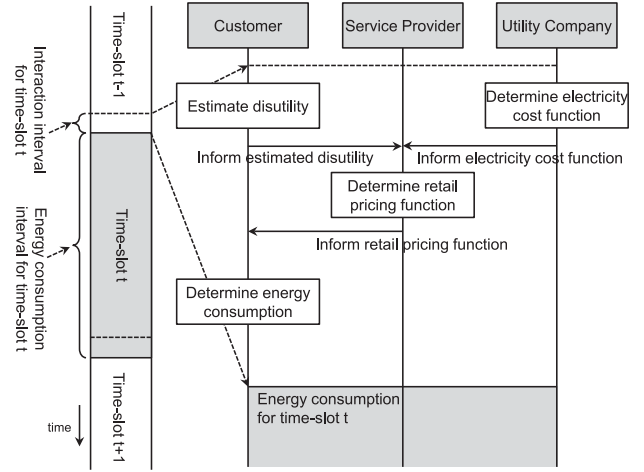 Customer
Service Provider
Utility Company
Interaction interval
for time-slot t
Time-slot t-1
Estimate disutility
Determine electricity
cost function
Inform estimated disutility
Inform electricity cost function
Determine retail
pricing function
Inform retail pricing function
Energy consumption
interval for time-slot t
Time-slot t
Determine energy
consumption
Energy consumption
for time-slot t
Time-slot t+1
time